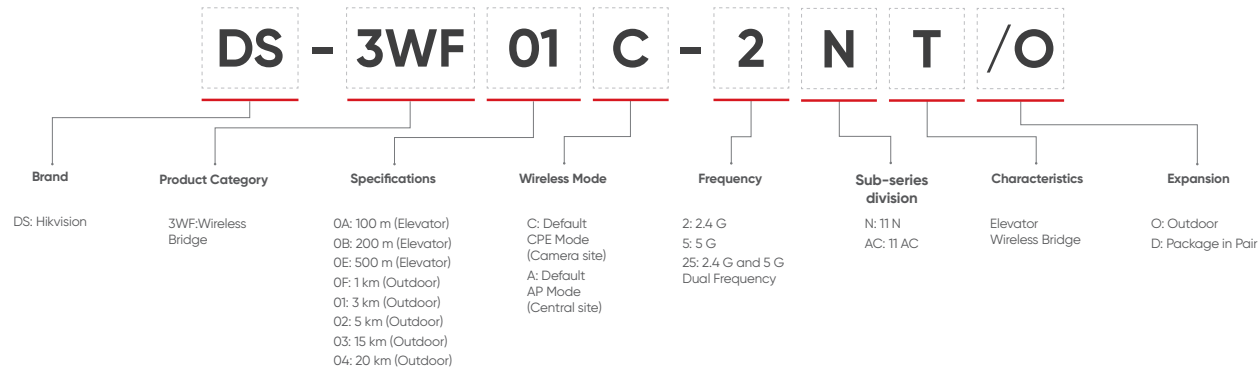 DS - 3WF 01 C - 2 N T /O
Brand
DS: Hikvision
Product Category
3WF:Wireless
Bridge
Specifications
0A: 100 m (Elevator)
0B: 200 m (Elevator)
0E: 500 m (Elevator)
0F: 1 km (Outdoor)
01: 3 km (Outdoor)
02: 5 km (Outdoor)
03: 15 km (Outdoor)
04: 20 km (Outdoor)
Wireless Mode
C: Default
CPE Mode
(Camera site)
A: Default
AP Mode
(Central site)
Frequency
2: 2.4 G
5: 5 G
25: 2.4 G and 5 G
Dual Frequency
Sub-series
division
N: 11 N
AC: 11 AC
Characteristics
Elevator
Wireless Bridge
Expansion
O: Outdoor
D: Package in Pair